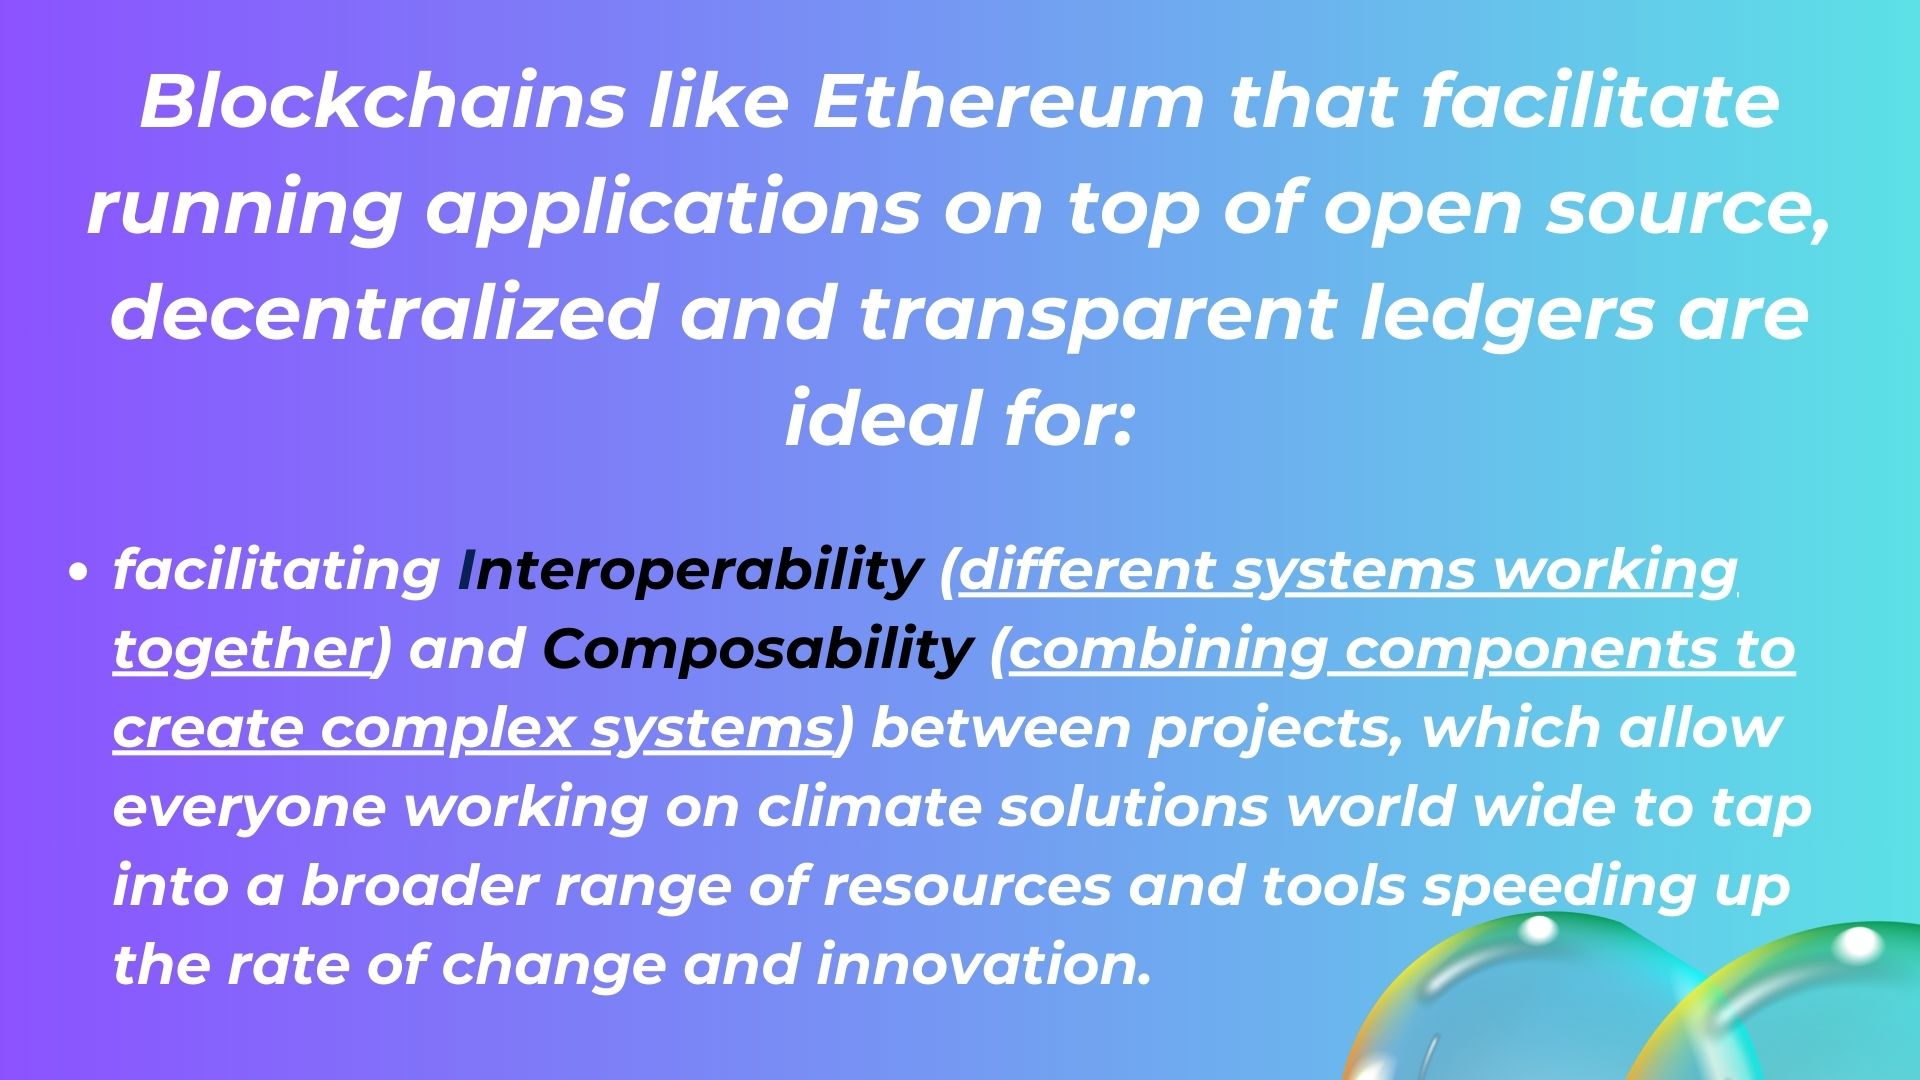 Blockchains like Ethereum that facilitate
running applications on top of open source,
decentralized and transparent ledgers are
ideal for:
• facilitating Interoperability (different systems working
together) and Composability (combining components to
create complex systems) between projects, which allow
everyone working on climate solutions world wide to tap
into a broader range of resources and tools speeding up
the rate of change and innovation.